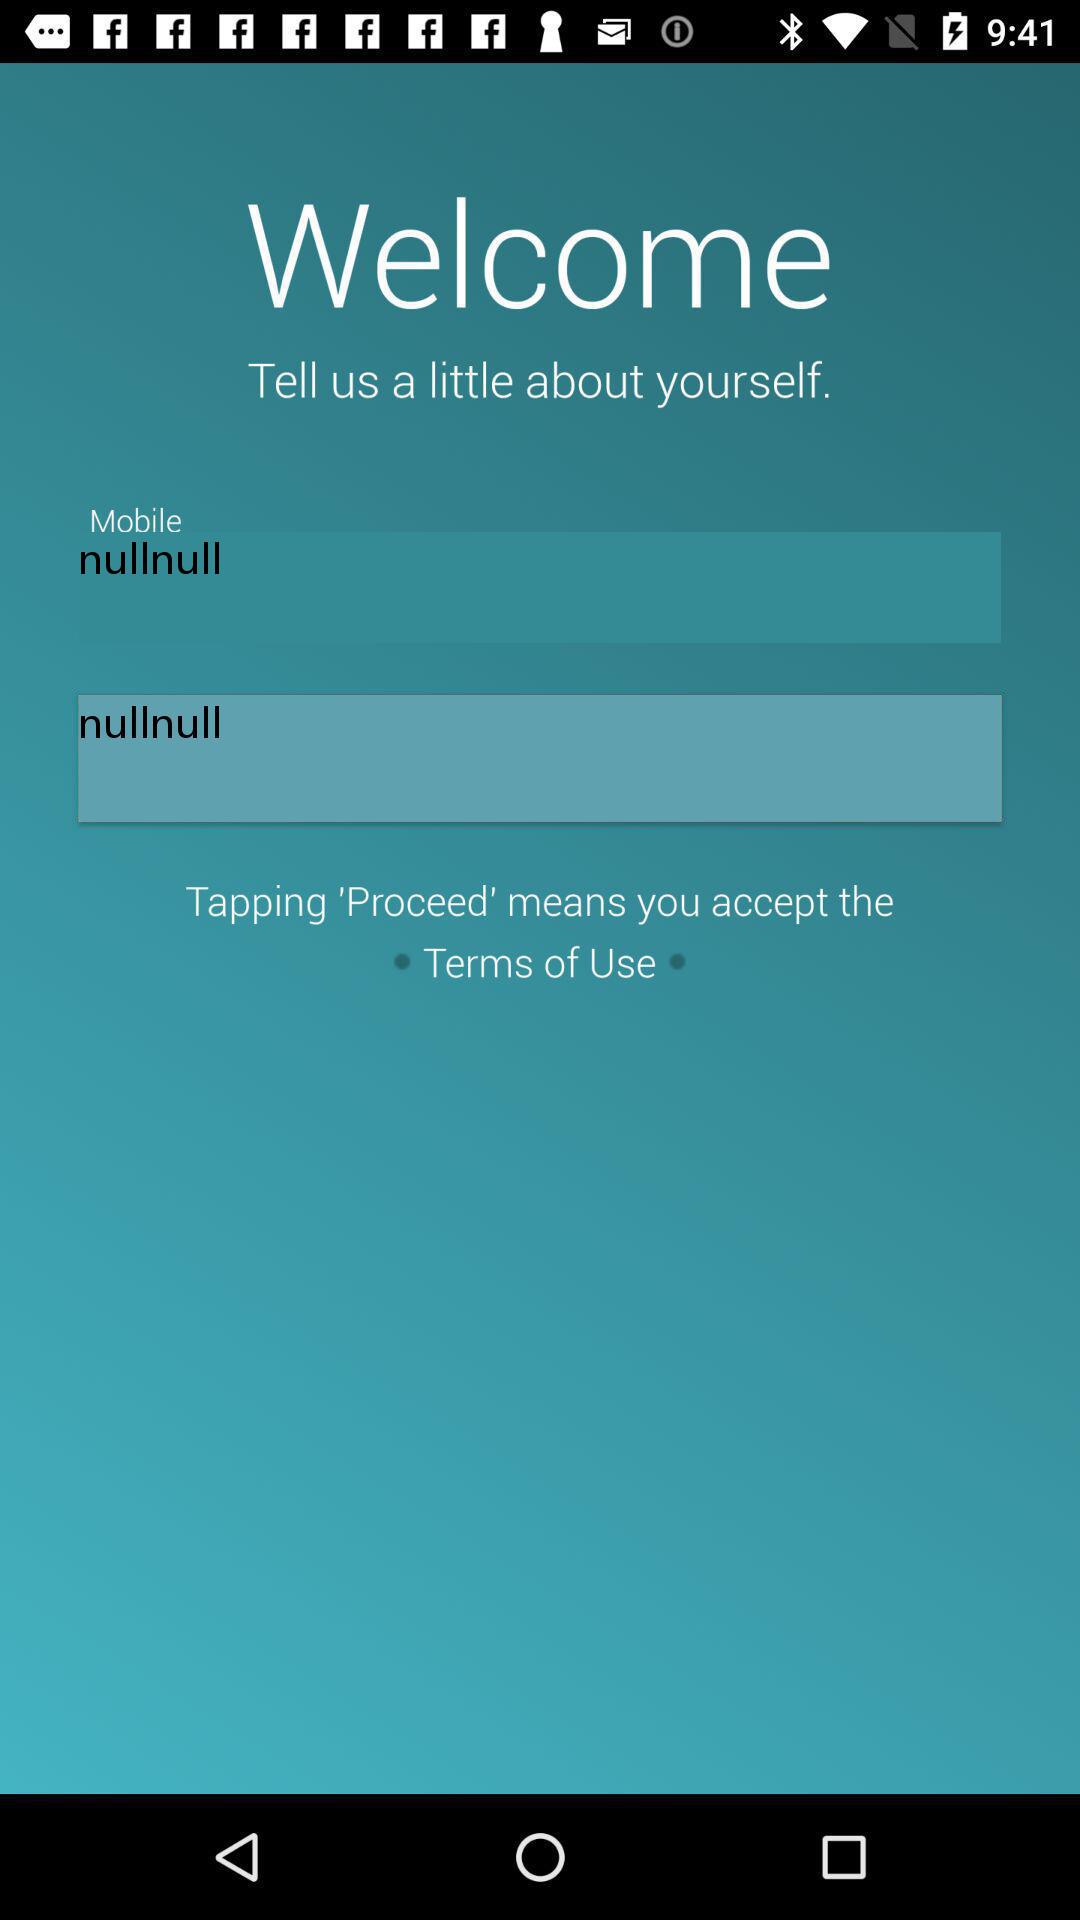 9:41
Welcome
Tell us a little about yourself.
Mobile
nullnull
nullnull
Tapping 'Proceed' means you accept the
• Terms of Use •